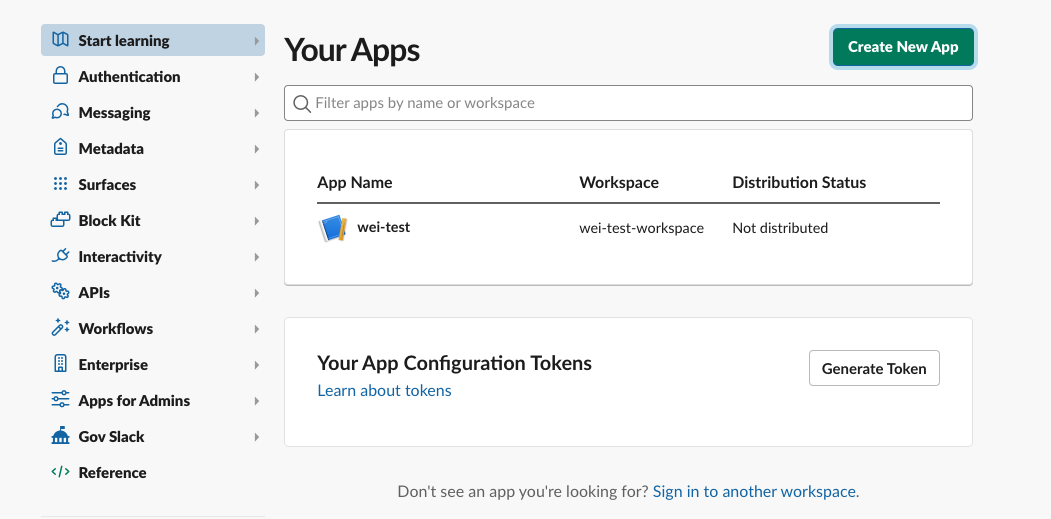 Start learning
Authentication
Messaging
Metadata
Surfaces
Block Kit
Interactivity
APIs
Workflows
Enterprise
Apps for Admins
Gov Slack
Reference
Your Apps
Create New App
Filter apps by name or workspace
App Name Workspace Distribution Status
wei-test wei-test-workspace Not distributed
Your App Configuration Tokens
Generate Token
Learn about tokens
Don't see an app you're looking for? Sign in to another workspace.